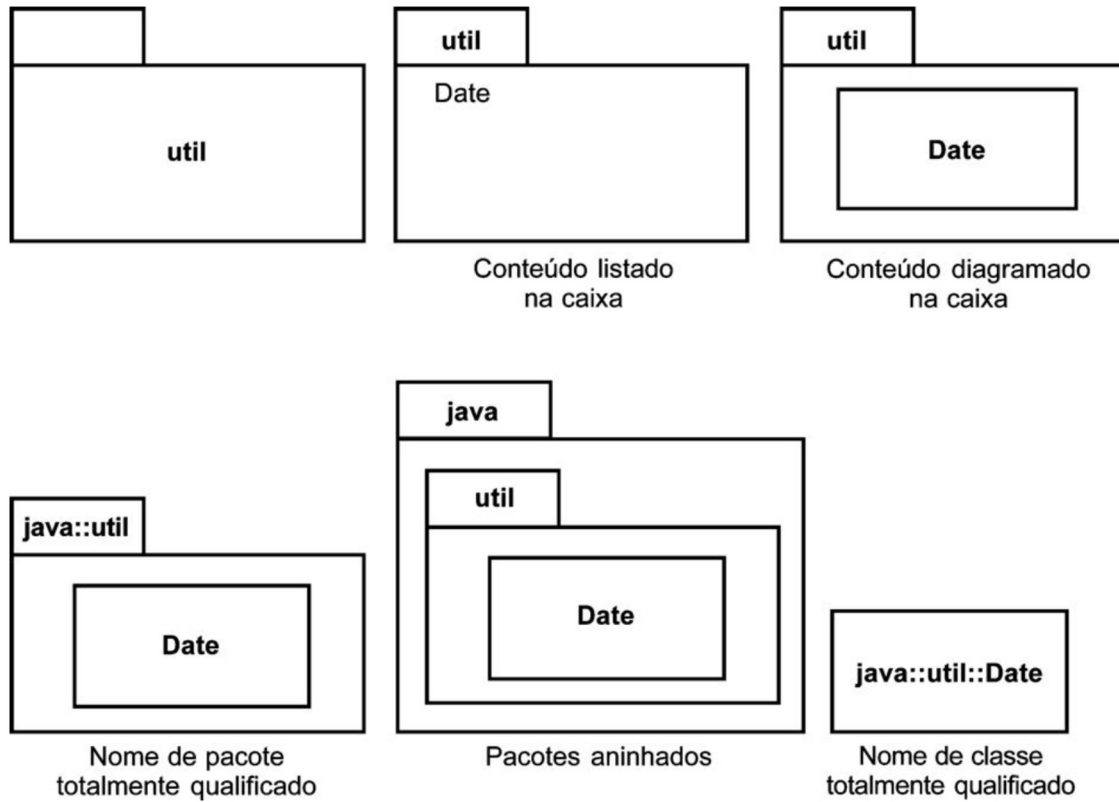 util
util
Date
Conteúdo listado
na caixa
util
Date
Conteúdo diagramado
na caixa
java::util
Date
Nome de pacote
totalmente qualificado
java
util
Date
Pacotes aninhados
java::util::Date
Nome de classe
totalmente qualificado